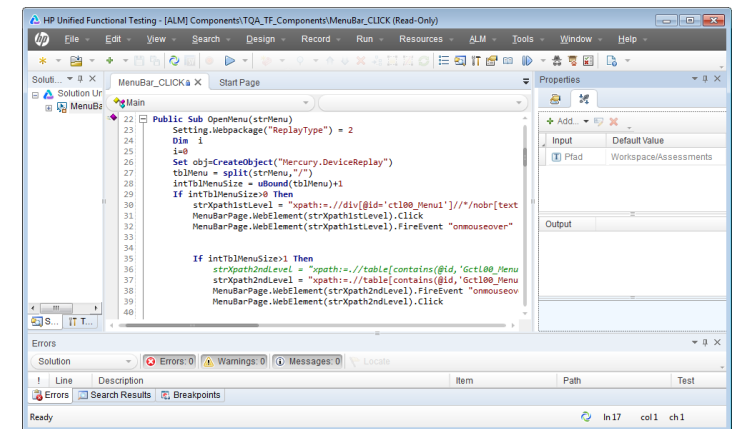 HP Unified Functional Testing - [ALM] Components\TQA_TF_Components\MenuBar_CLICK (Read-Only)
File Edit View Search Design Record Run Resources ALM Tools Window Help
Soluti...
MenuBar_CLICK
Start Page
Properties
Solution Un
MenuBa
Main
Add...
Input Default Value
Pfad Workspace/Assessments
Output
22 Public Sub OpenMenu(strMenu)
23 Setting.Webpackage("ReplayType") = 2
24 Dim i
25 i=0
26 Set obj=CreateObject("Mercury.DeviceReplay")
27 tblMenu = split(strMenu,"/")
28 intTblMenuSize = uBound(tblMenu)+1
29 If intTblMenuSize>0 Then
30 strXpath1stLevel = "xpath:=.//div[@id='ctl00_Menu1']//*/nobr[text
31 MenuBarPage.WebElement(strXpath1stLevel).Click
32 MenuBarPage.WebElement(strXpath1stLevel).FireEvent "onmouseover"
33
34
35 If intTblMenuSize>1 Then
36 strXpath2ndLevel = "xpath:=.//table[contains(@id,'Gctl00_Menu
37 strXpath2ndLevel = "xpath:=.//table[contains(@id,'Gctl00_Menu
38 MenuBarPage.WebElement(strXpath2ndLevel).FireEvent "onmouseov
39 MenuBarPage.WebElement(strXpath2ndLevel).Click
40
S... T...
Errors
Solution Errors: 0 Warnings: 0 Messages: 0 Locate
! Line Description Item Path Test
Errors Search Results Breakpoints
Ready ln 17 col 1 ch 1